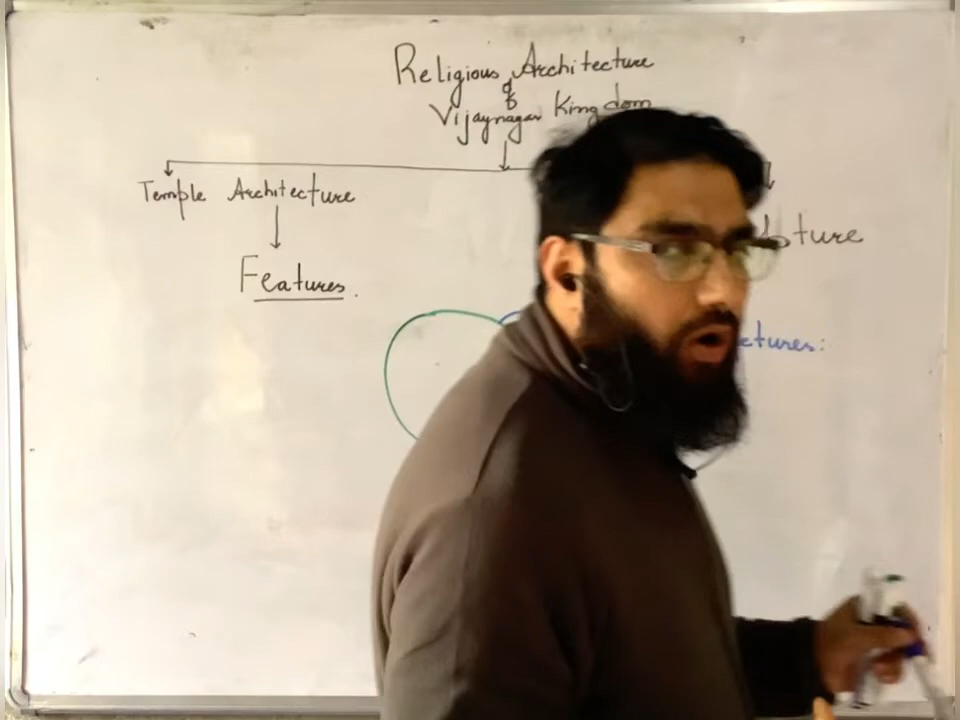 Religious Architecture
of
Vijaynagar Kingdom
Temple Architecture
Features.